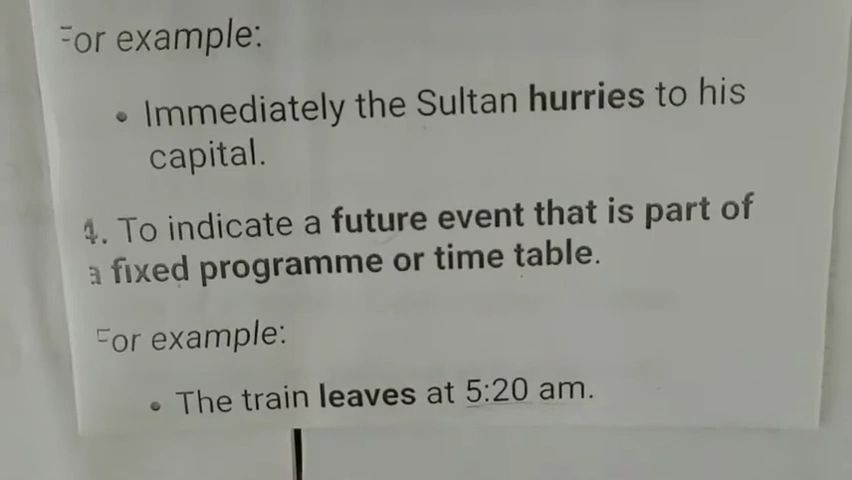 For example:
• Immediately the Sultan hurries to his
capital.
4. To indicate a future event that is part of
a fixed programme or time table.
For example:
• The train leaves at 5:20 am.